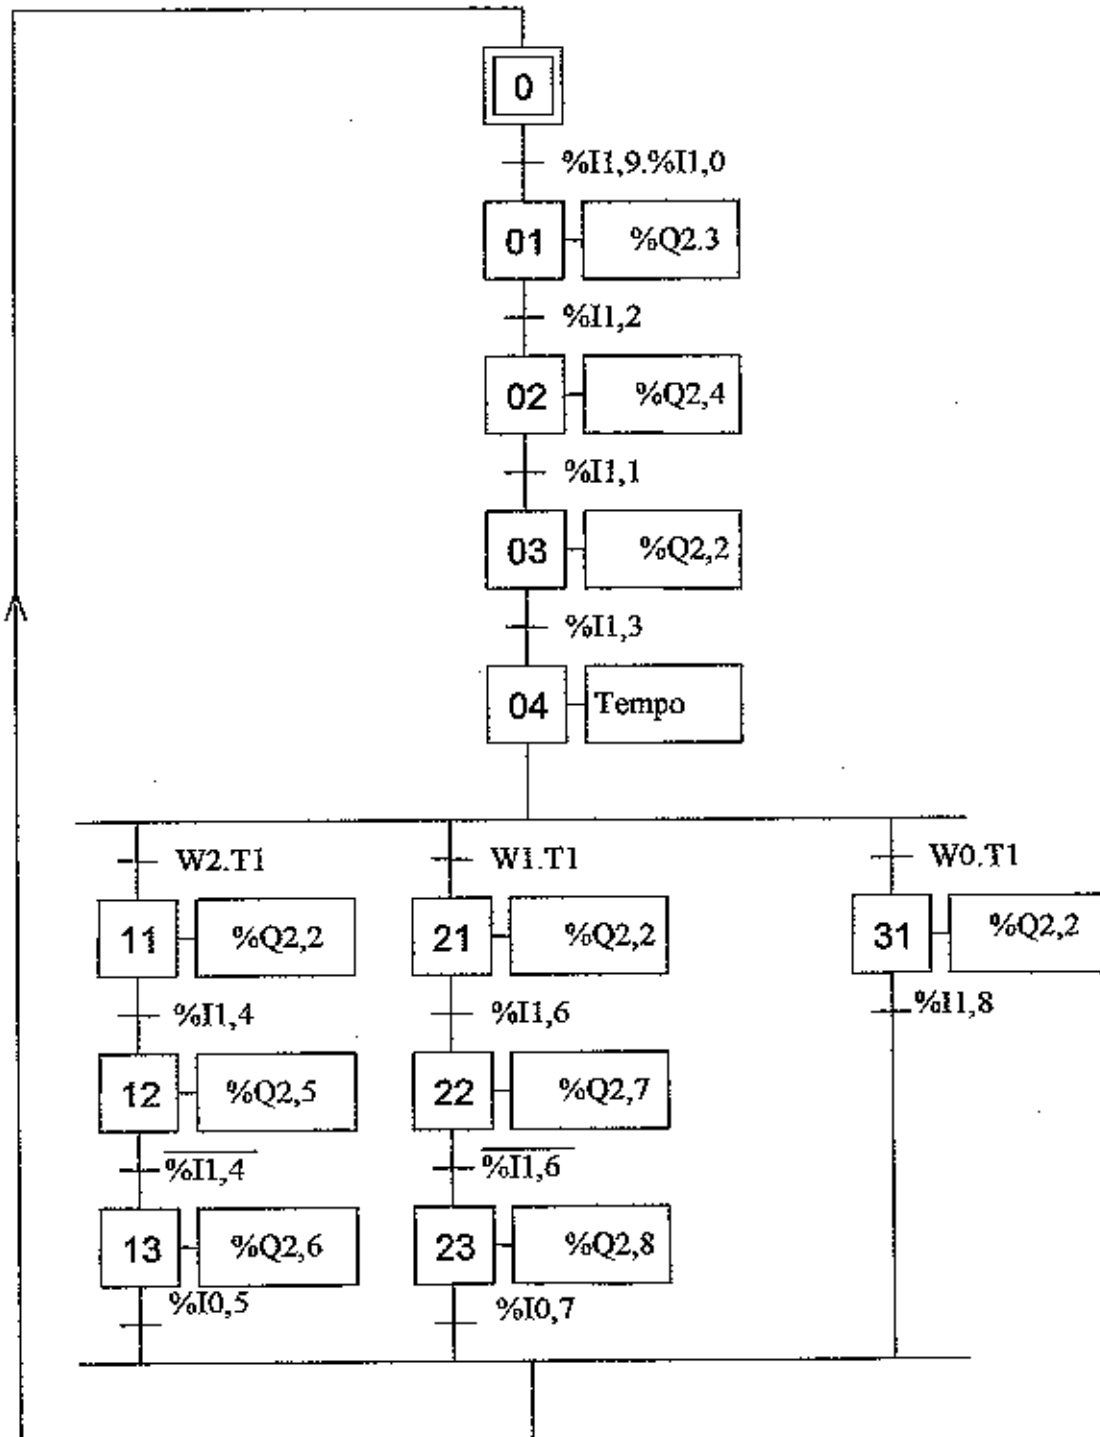 0
%I1,9.%I1,0
01 %Q2.3
%I1,2
02 %Q2,4
%I1,1
03 %Q2,2
%I1,3
04 Tempo
W2.T1 W1.T1 W0.T1
11 %Q2,2 21 %Q2,2 31 %Q2,2
%I1,4 %I1,6 %I1,8
12 %Q2,5 22 %Q2,7
%I1,4 %I1,6
13 %Q2,6 23 %Q2,8
%I0,5 %I0,7